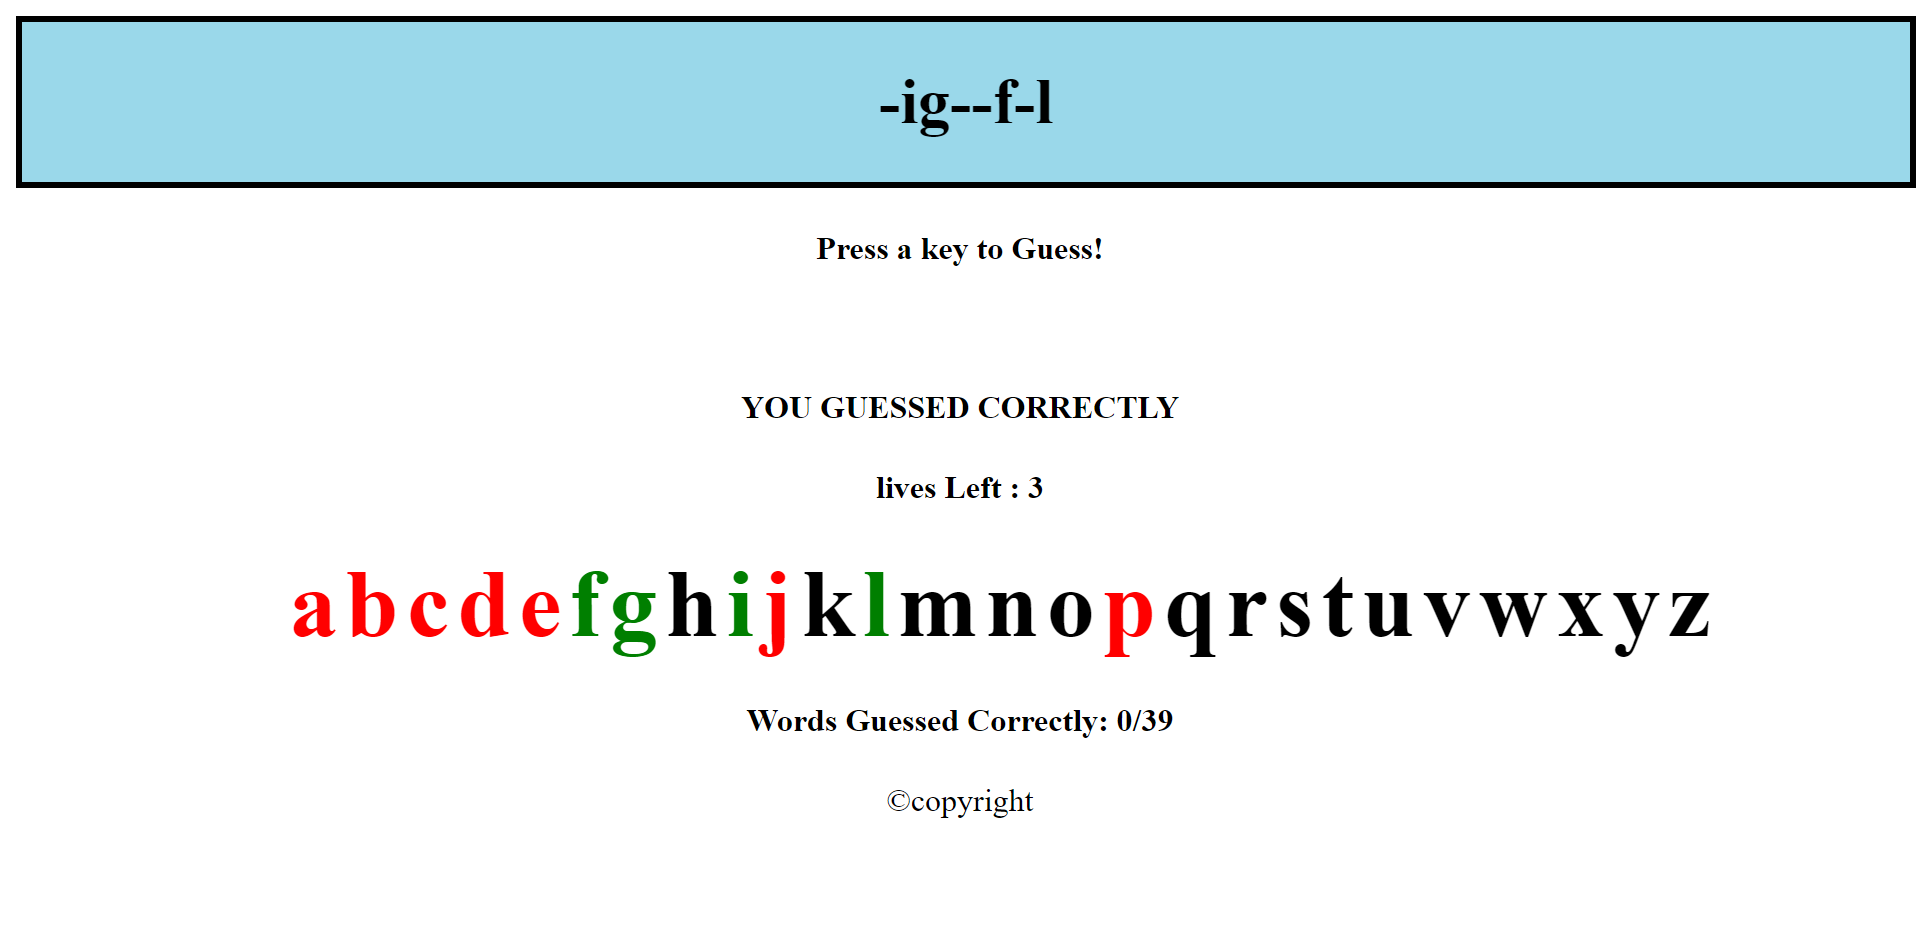 -ig--f-l
Press a key to Guess!
YOU GUESSED CORRECTLY
lives Left : 3
a b c d e f g h i j k l m n o p q r s t u v w x y z
Words Guessed Correctly: 0/39
©copyright